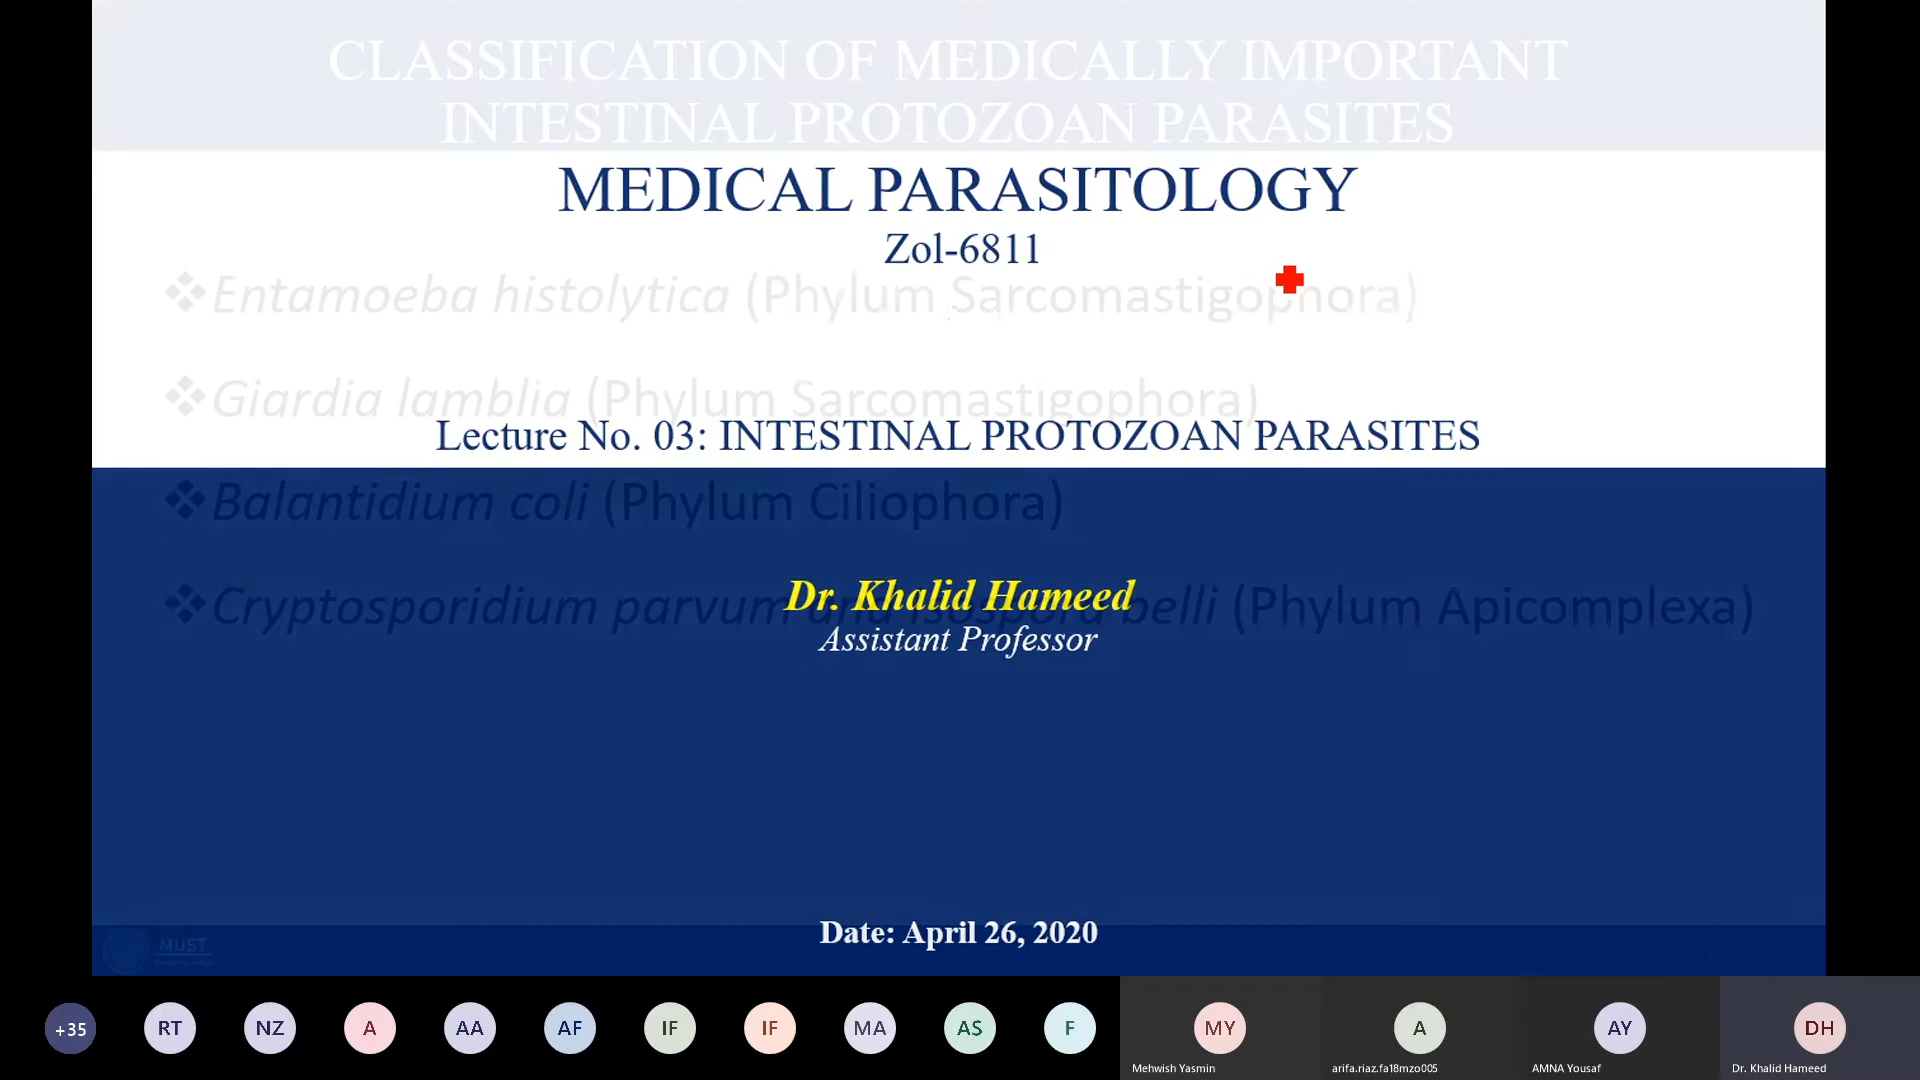 CLASSIFICATION OF MEDICALLY IMPORTANT
INTESTINAL PROTOZOAN PARASITES
MEDICAL PARASITOLOGY
Zol-6811
❖Entamoeba histolytica (Phylum Sarcomastigophora)
❖Giardia lamblia (Phylum Sarcomastigophora)
Lecture No. 03: INTESTINAL PROTOZOAN PARASITES
❖Balantidium coli (Phylum Ciliophora)
Dr. Khalid Hameed
❖Cryptosporidium parvum and Isospora belli (Phylum Apicomplexa)
Assistant Professor
Date: April 26, 2020
MUST
+35 RT NZ A AA AF IF IF MA AS F MY A AY DH
Mehwish Yasmin arifa.riaz.fa18mzo005 AMNA Yousaf Dr. Khalid Hameed